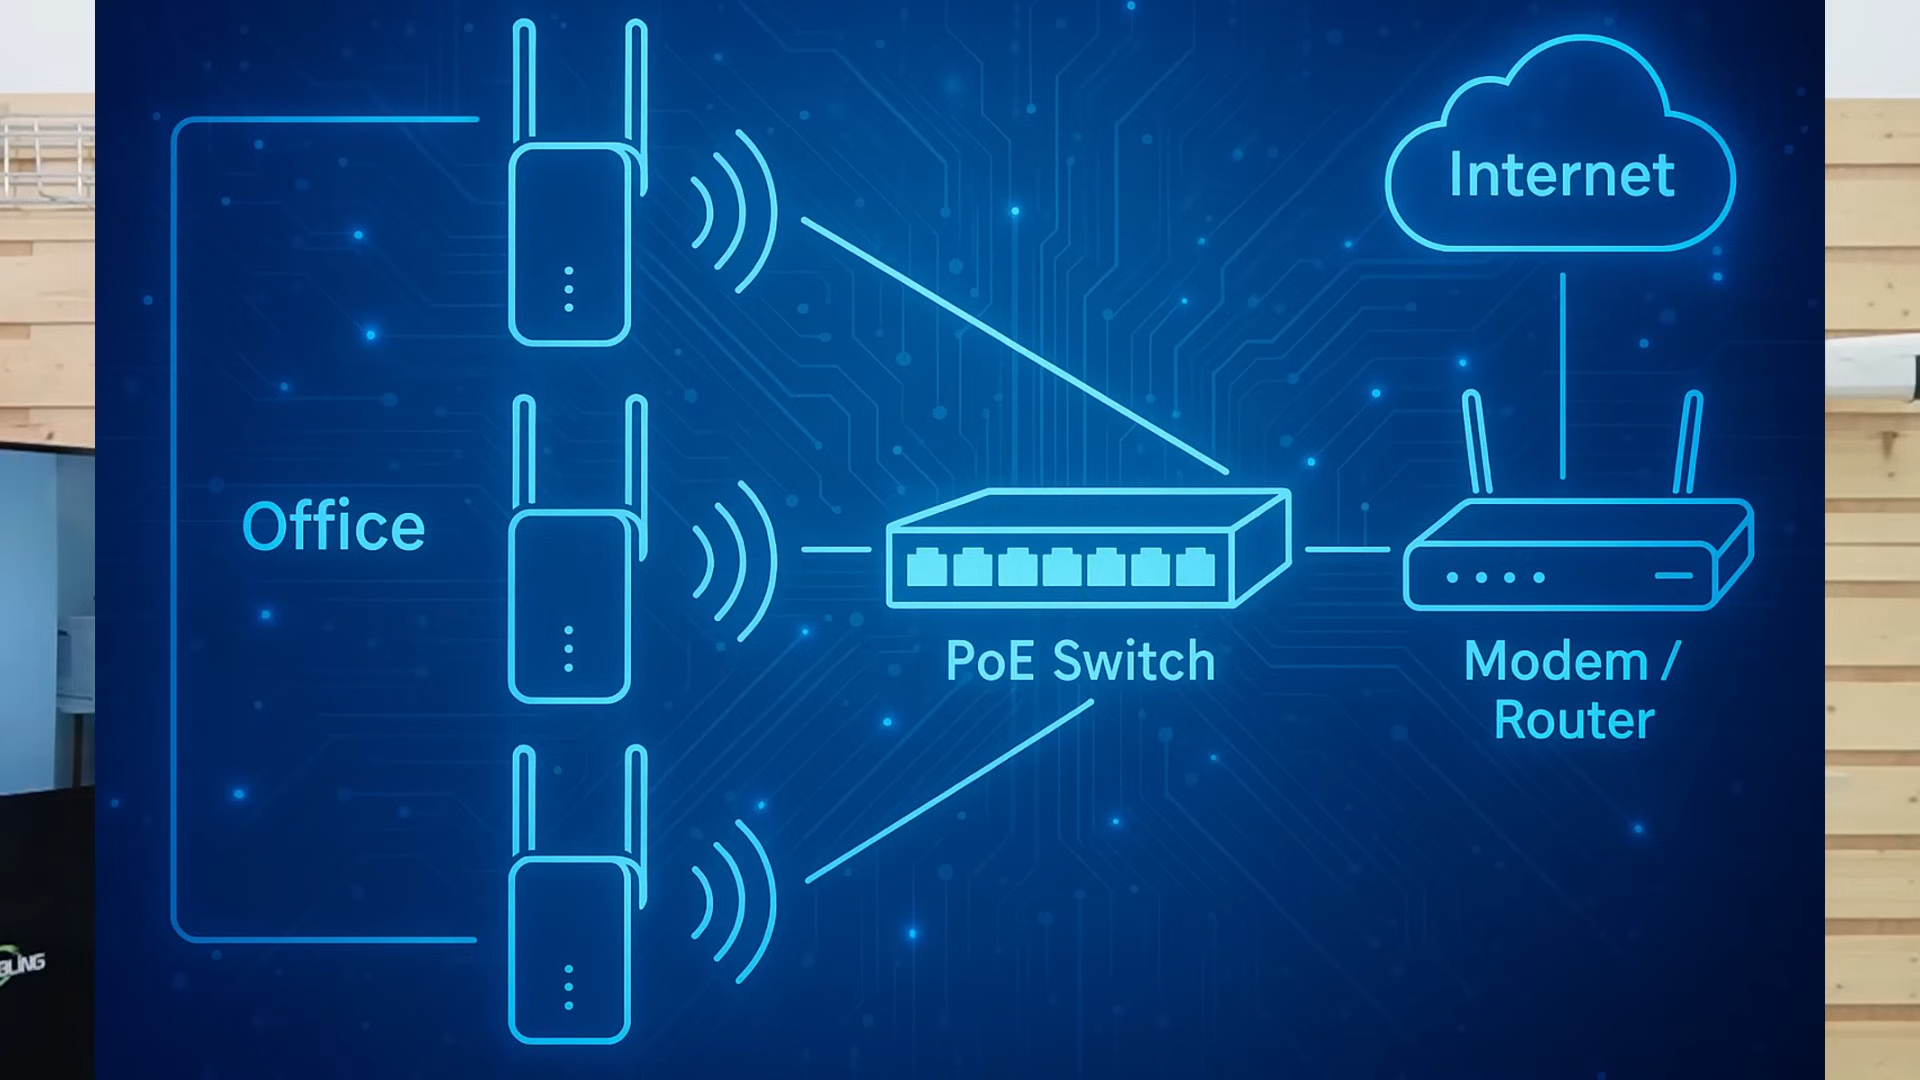 Internet
Office
PoE Switch
Modem /
Router